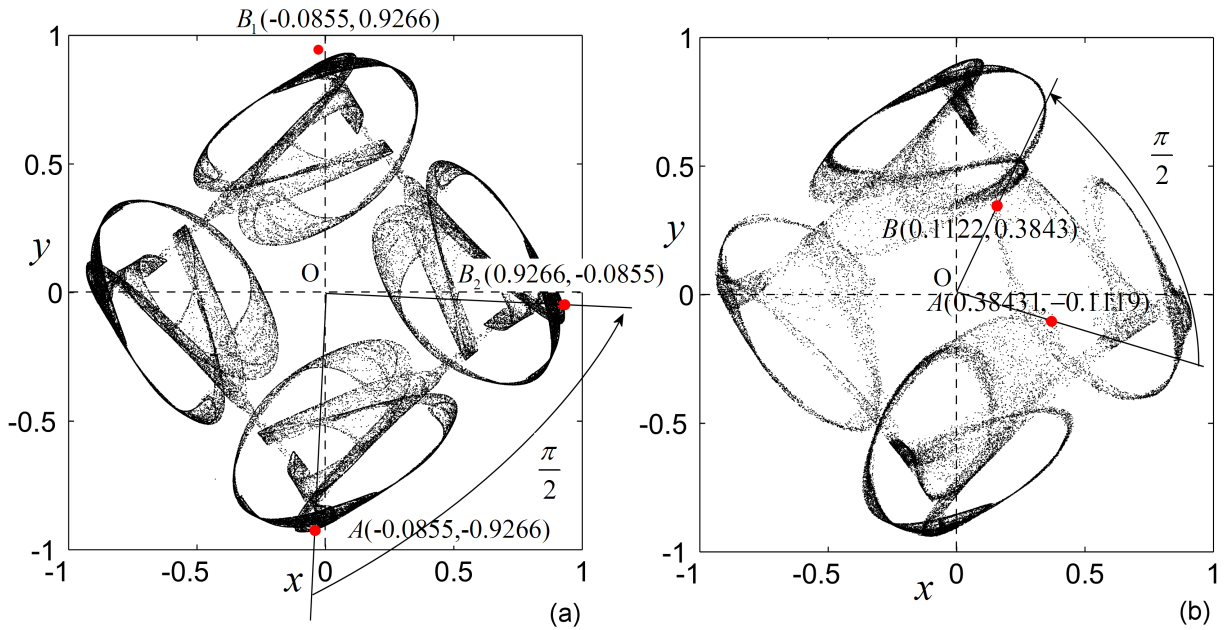 B₁(-0.0855,0.9266)
1
0.5
y
0
-0.5
-1
-1
-0.5
x
0
0.5
1
O
B₂(0.9266,-0.0855)
π
2
A(-0.0855,-0.9266)
(a)
1
0.5
y
0
-0.5
-1
-1
-0.5
x
0
0.5
1
π
2
B(0.1122,0.3843)
O
A(0.38431,−0.1119)
(b)